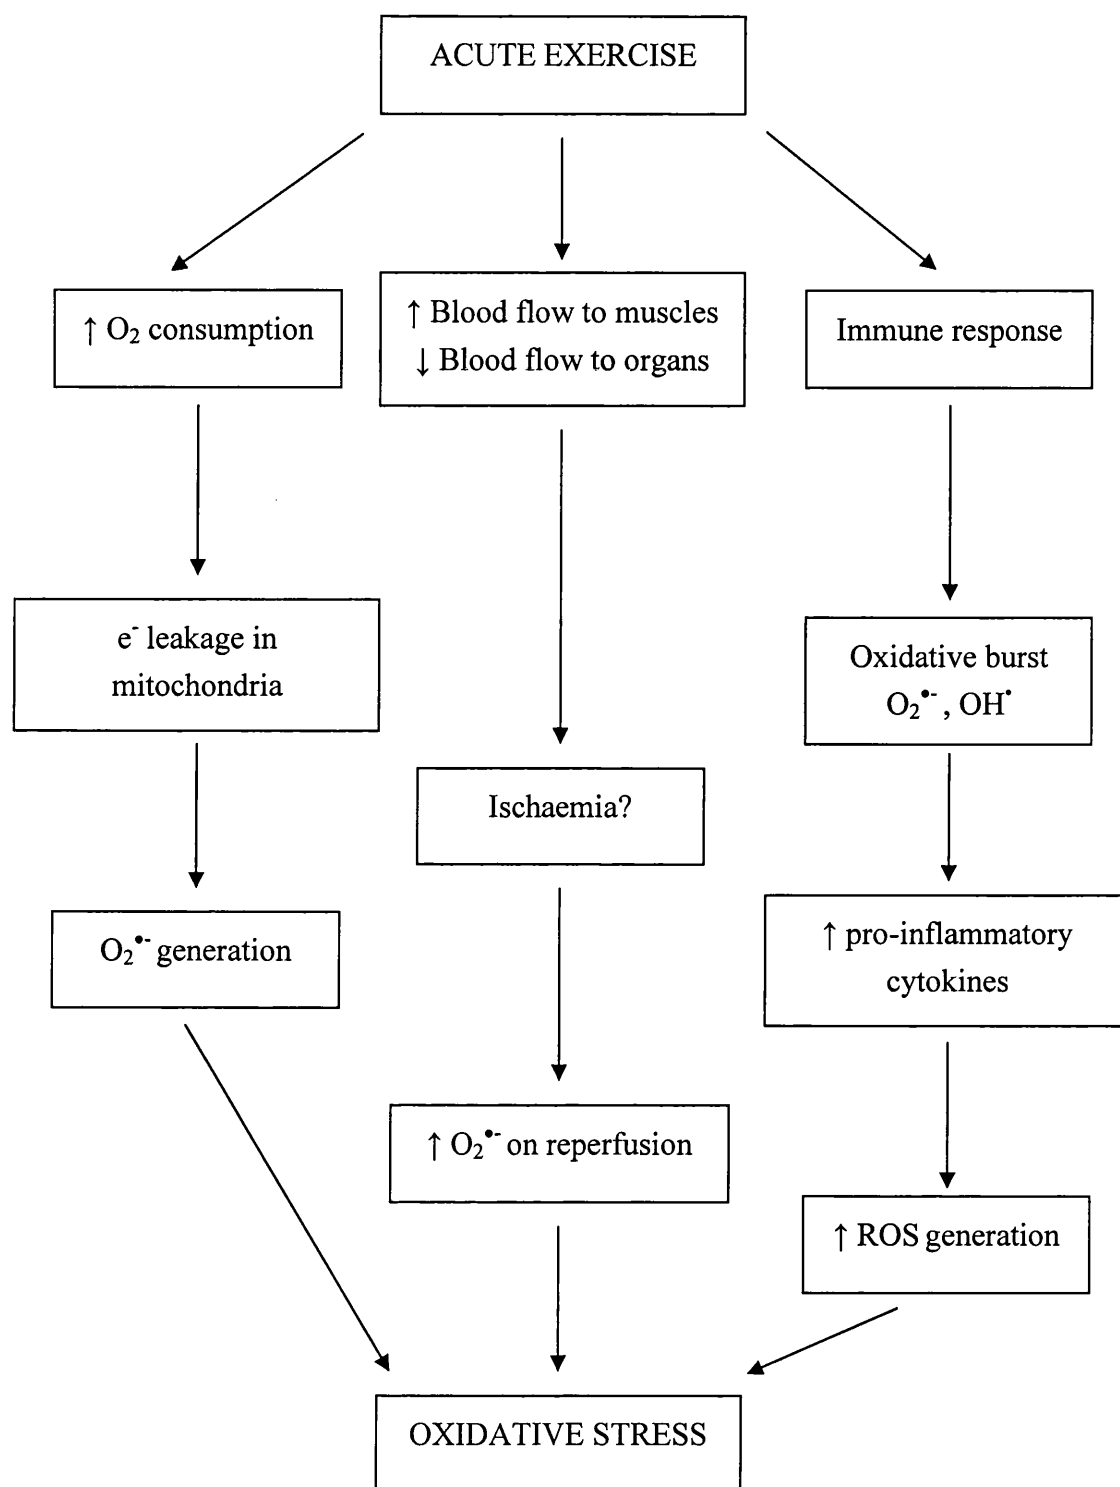 ACUTE EXERCISE
↑ O₂ consumption
↑ Blood flow to muscles
↓ Blood flow to organs
Immune response
e⁻ leakage in
mitochondria
Oxidative burst
O₂•⁻ , OH•
Ischaemia?
O₂•⁻ generation
↑ pro-inflammatory
cytokines
↑ O₂•⁻ on reperfusion
↑ ROS generation
OXIDATIVE STRESS